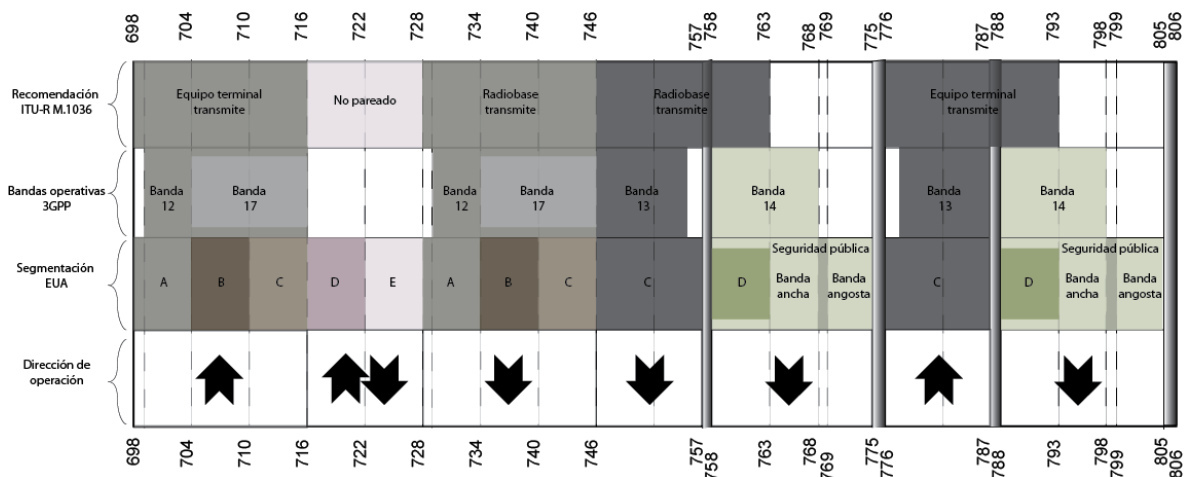 698 704 710 716 722 728 734 740 746 757 758 763 768 769 775 776 787 788 793 798 799 805 806
Recomendación
ITU-R M.1036
Equipo terminal
transmite
No pareado
Radiobase
transmite
Radiobase
transmite
Equipo terminal
transmite
Bandas operativas
3GPP
Banda
12
Banda
17
Banda
12
Banda
17
Banda
13
Banda
14
Banda
13
Banda
14
Segmentación
EUA
A
B
C
D
E
A
B
C
C
D
Seguridad pública
Banda
ancha
Banda
angosta
C
D
Seguridad pública
Banda
ancha
Banda
angosta
Dirección de
operación
698 704 710 716 722 728 734 740 746 757 758 763 768 769 775 776 787 788 793 798 799 805 806